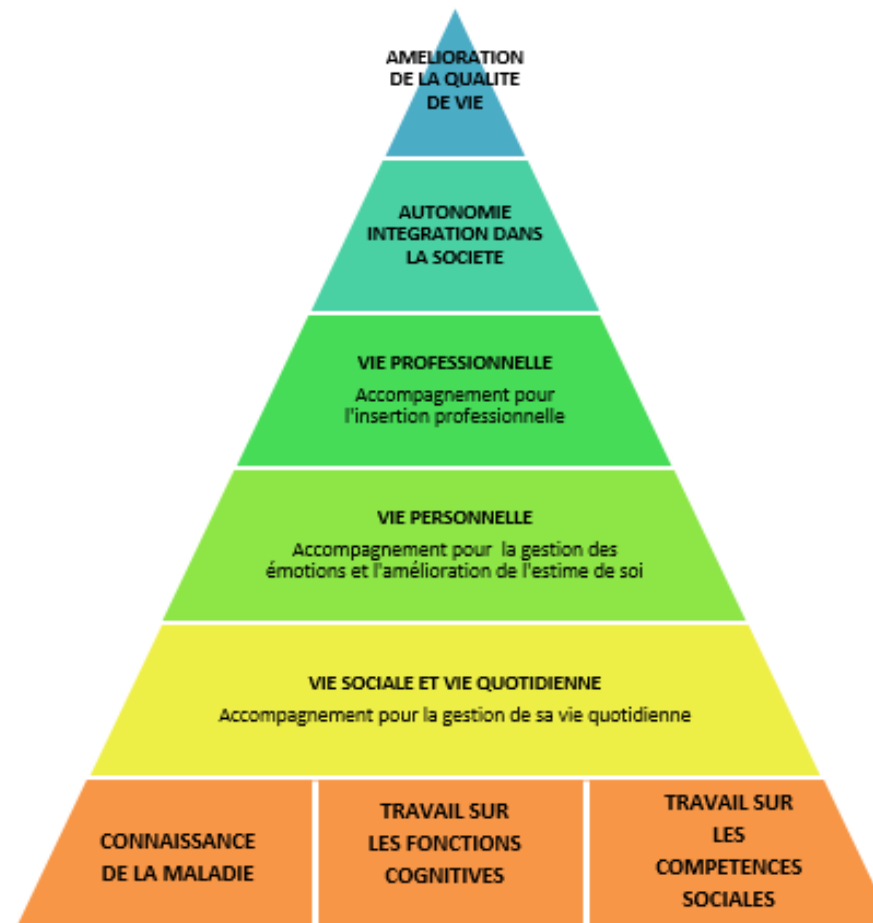 AMELIORATION
DE LA QUALITE
DE VIE
AUTONOMIE
INTEGRATION DANS
LA SOCIETE
VIE PROFESSIONNELLE
Accompagnement pour
l'insertion professionnelle
VIE PERSONNELLE
Accompagnement pour la gestion des
émotions et l'amélioration de l'estime de soi
VIE SOCIALE ET VIE QUOTIDIENNE
Accompagnement pour la gestion de sa vie quotidienne
CONNAISSANCE
DE LA MALADIE
TRAVAIL SUR
LES FONCTIONS
COGNITIVES
TRAVAIL SUR
LES
COMPETENCES
SOCIALES